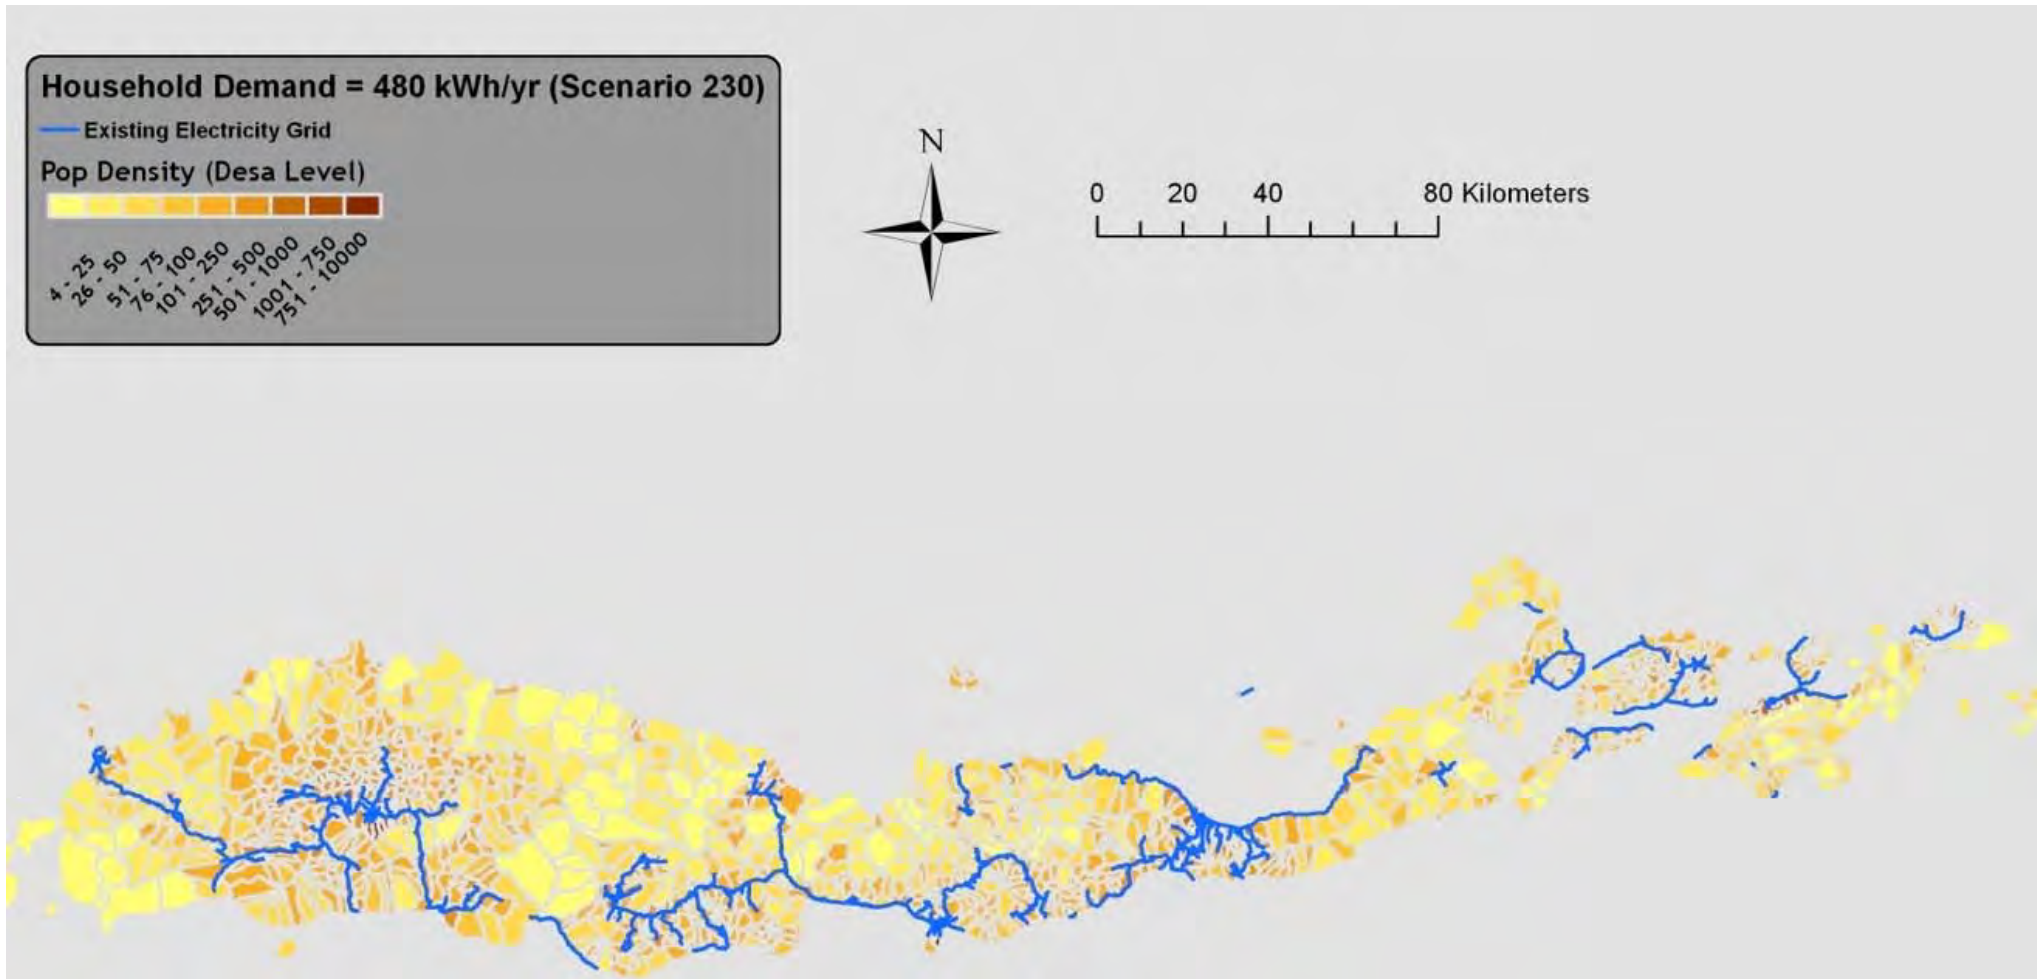 Household Demand = 480 kWh/yr (Scenario 230)
Existing Electricity Grid
Pop Density (Desa Level)
4 - 25
26 - 50
51 - 75
76 - 100
101 - 250
251 - 500
501 - 1000
1001 - 750
751 - 10000
N
0 20 40 80 Kilometers